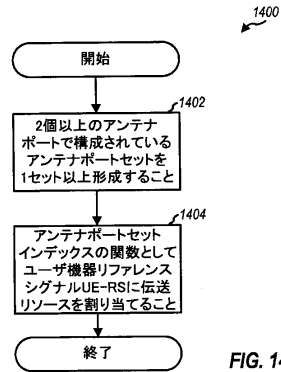 1400
開始
1402
2個以上のアンテナ
ポートで構成されている
アンテナポートセットを
1セット以上形成すること
1404
アンテナポートセット
インデックスの関数として
ユーザ機器リファレンス
シグナルUE-RSに伝送
リソースを割り当てること
終了
FIG. 14